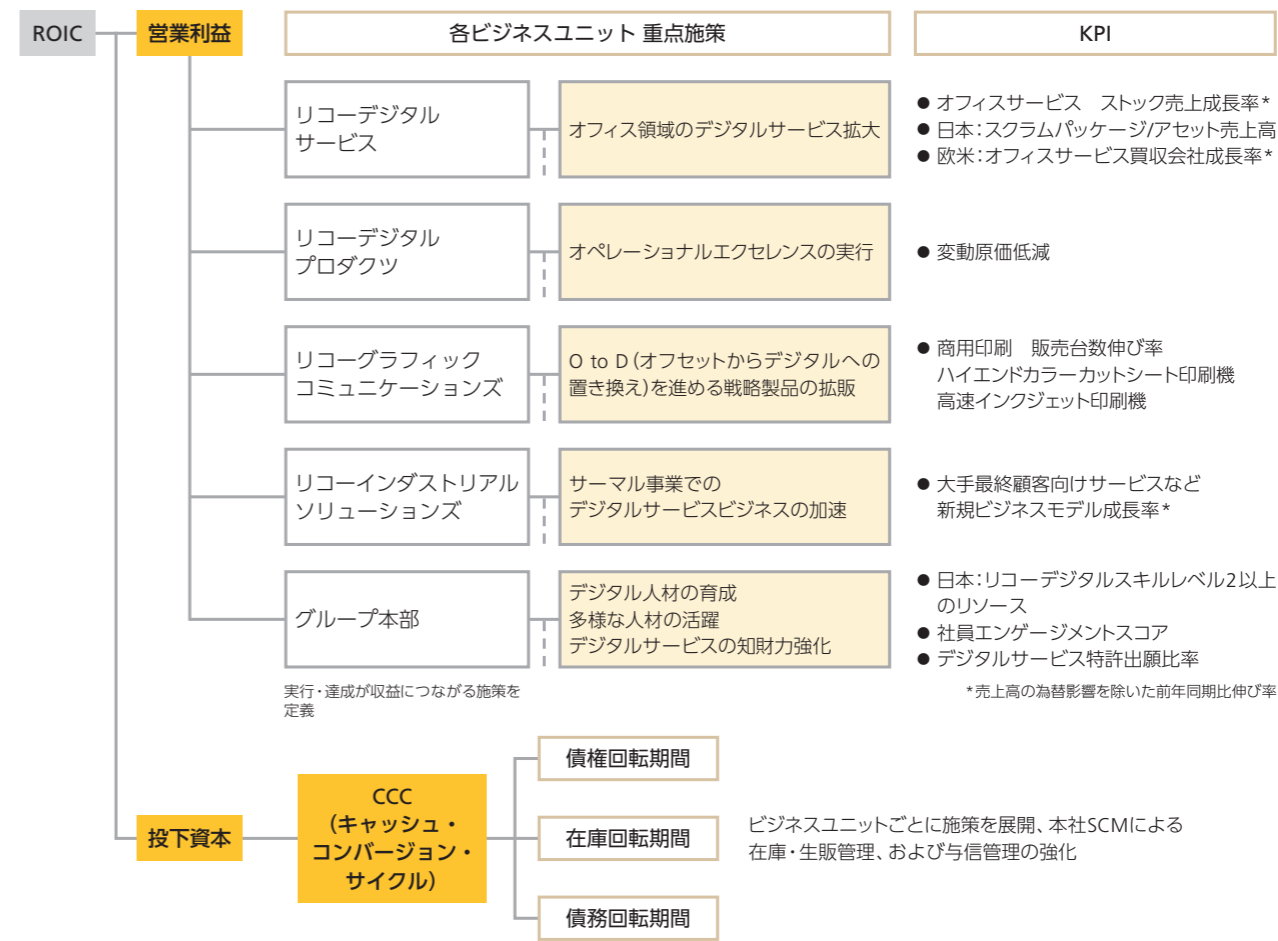 ROIC
営業利益
各ビジネスユニット 重点施策
KPI
リコーデジタル
サービス
オフィス領域のデジタルサービス拡大
● オフィスサービス　ストック売上成長率*
● 日本：スクラムパッケージ/アセット売上高
● 欧米：オフィスサービス買収会社成長率*
リコーデジタル
プロダクツ
オペレーショナルエクセレンスの実行
● 変動原価低減
リコーグラフィック
コミュニケーションズ
O to D（オフセットからデジタルへの
置き換え）を進める戦略製品の拡販
● 商用印刷　販売台数伸び率
ハイエンドカラーカットシート印刷機
高速インクジェット印刷機
リコーインダストリアル
ソリューションズ
サーマル事業での
デジタルサービスビジネスの加速
● 大手最終顧客向けサービスなど
新規ビジネスモデル成長率*
グループ本部
デジタル人材の育成
多様な人材の活躍
デジタルサービスの知財力強化
● 日本：リコーデジタルスキルレベル2以上
のリソース
● 社員エンゲージメントスコア
● デジタルサービス特許出願比率
実行・達成が収益につながる施策を
定義
*売上高の為替影響を除いた前年同期比伸び率
投下資本
CCC
（キャッシュ・
コンバージョン・
サイクル）
債権回転期間
在庫回転期間
債務回転期間
ビジネスユニットごとに施策を展開、本社SCMによる
在庫・生販管理、および与信管理の強化